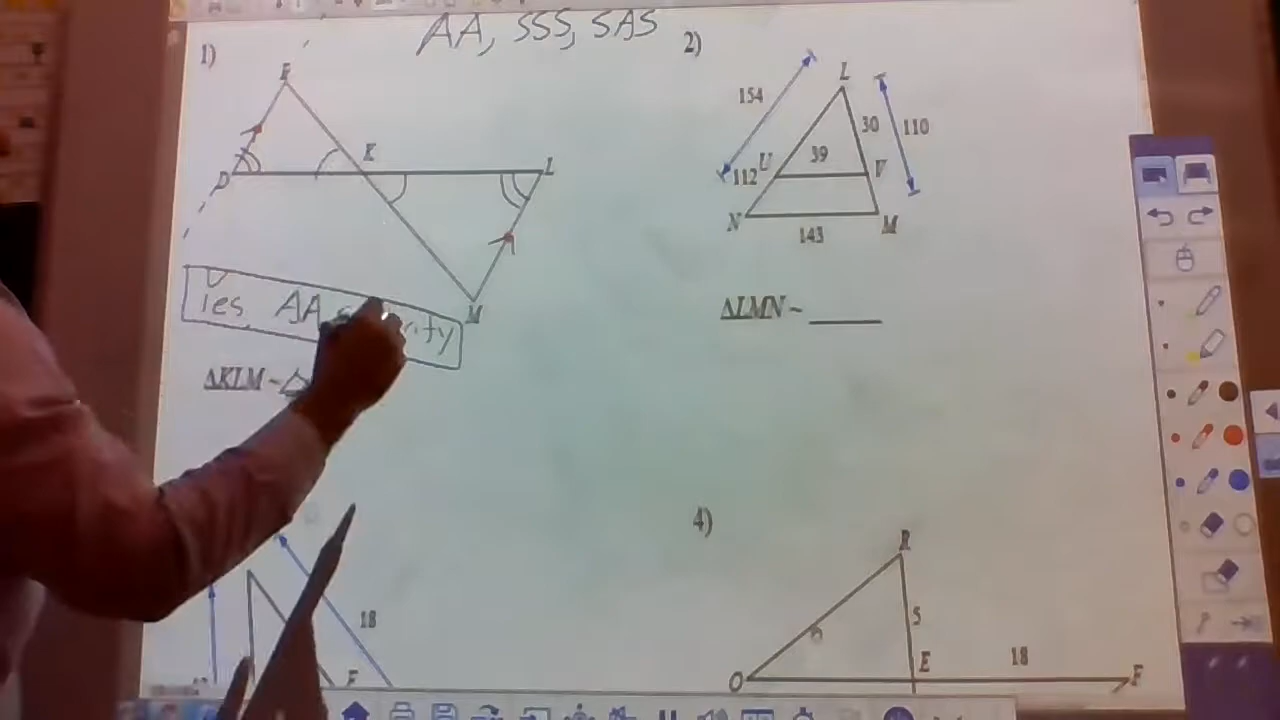 AA, SSS, SAS
1)
K
D
L
M
AA
ΔKLM ~ Δ
2)
L
154
30
110
U
39
V
112
N
M
143
ΔLMN ~ ____
18
F
4)
R
5
E
18
O
F